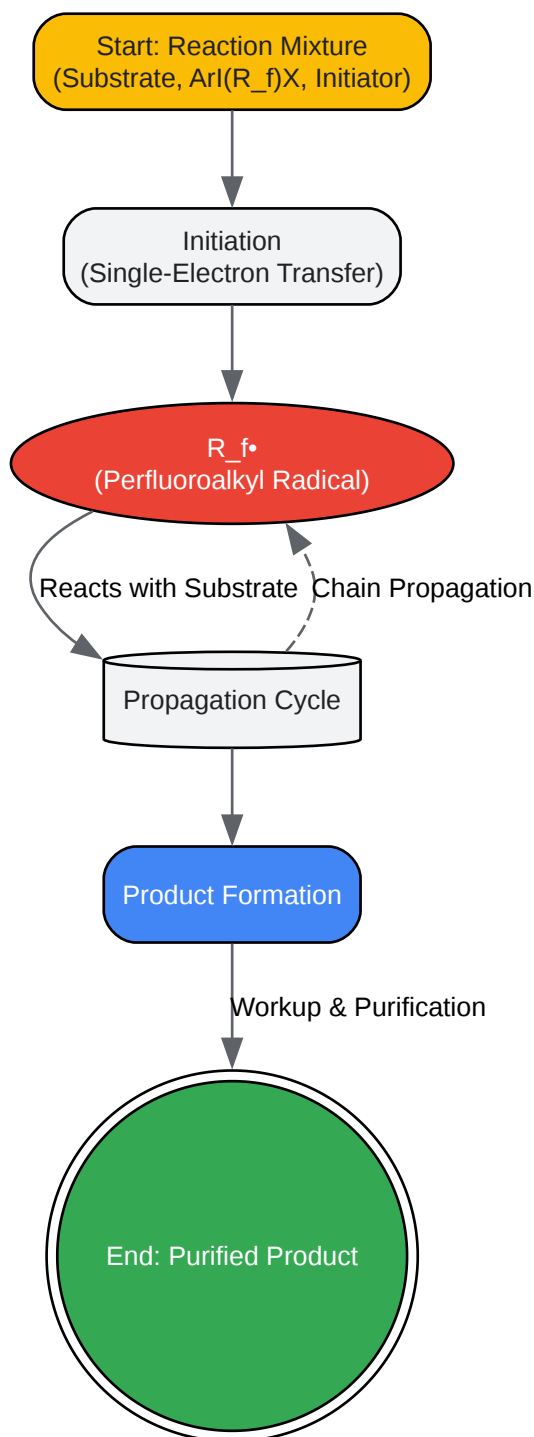 Start: Reaction Mixture
(Substrate, ArI(R_f)X, Initiator)
Initiation
(Single-Electron Transfer)
R_f•
(Perfluoroalkyl Radical)
Reacts with Substrate
Chain Propagation
Propagation Cycle
Product Formation
Workup & Purification
End: Purified Product